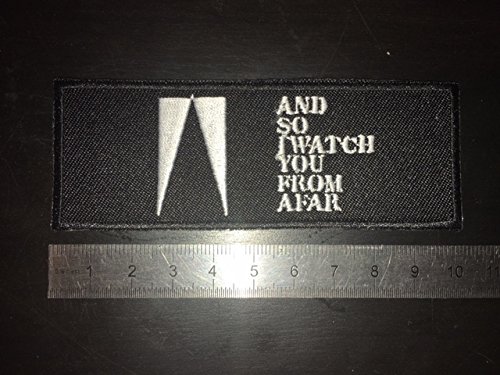 AND
SO
I WATCH
YOU
FROM
AFAR
1 2 3 4 5 6 7 8 9 10